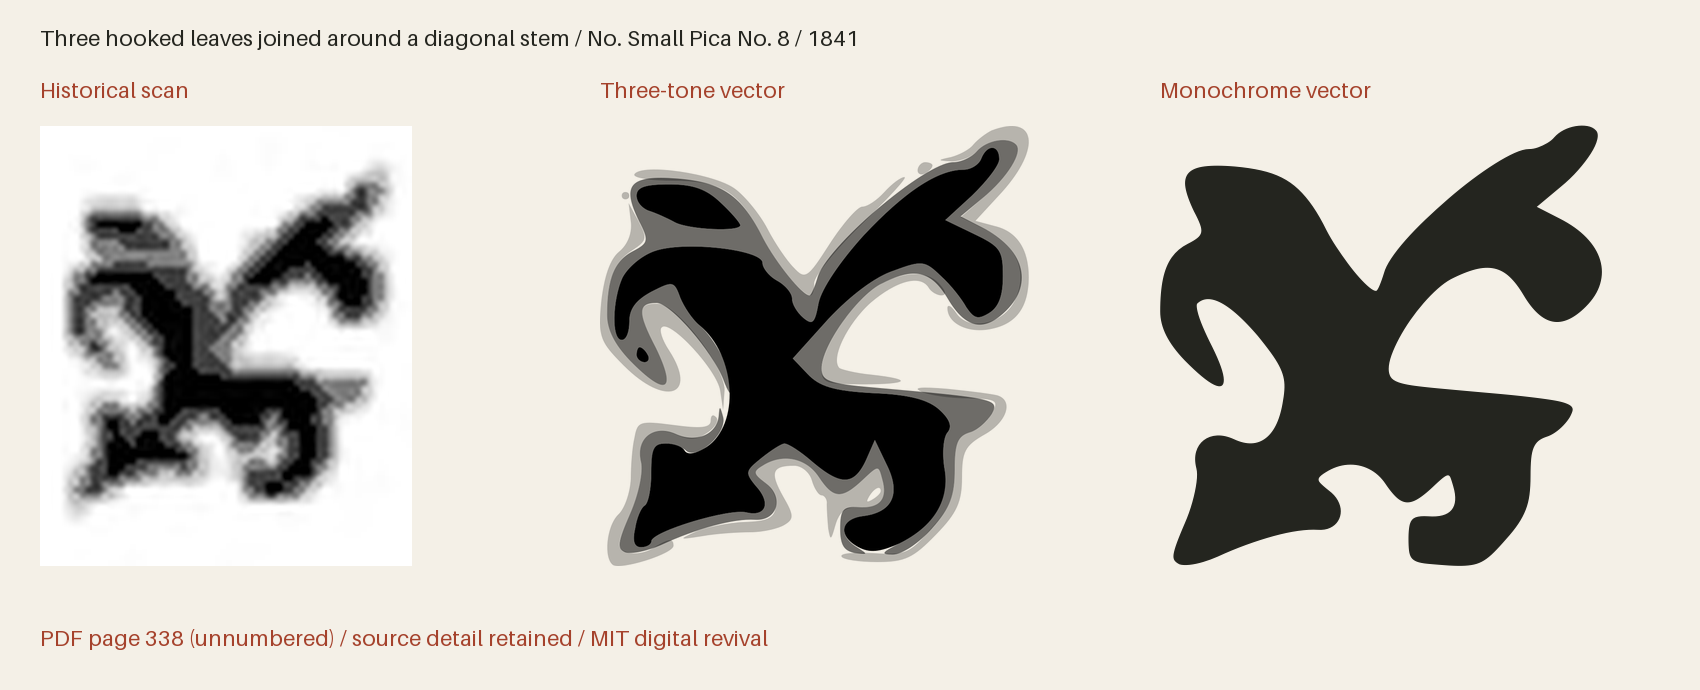 Three hooked leaves joined around a diagonal stem / No. Small Pica No. 8 / 1841
Historical scan
Three-tone vector
Monochrome vector
PDF page 338 (unnumbered) / source detail retained / MIT digital revival